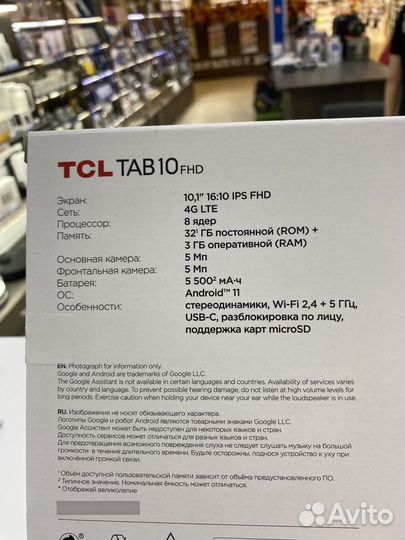 TCL TAB 10 FHD
Экран: 10,1" 16:10 IPS FHD
Сеть: 4G LTE
Процессор: 8 ядер
Память: 32¹ ГБ постоянной (ROM) +
3 ГБ оперативной (RAM)
Основная камера: 5 Мп
Фронтальная камера: 5 Мп
Батарея: 5 500² мА·ч
ОС: Android™ 11
Особенности: стереодинамики, Wi-Fi 2,4 + 5 ГГц,
USB-C, разблокировка по лицу,
поддержка карт microSD
EN. Photograph for information only.
Google and Android are trademarks of Google LLC.
The Google Assistant is not available in certain languages and countries. Availability of services varies
by country and language. To prevent possible hearing damage, do not listen at high volume levels for
long periods. Exercise caution when holding your device near your ear while the loudspeaker is in use.
RU. Изображения не носят обязывающего характер.
Логотипы Google и робот Android являются товарными знаками Google LLC.
Google Ассистент может быть недоступен для некоторых языков и стран.
Доступность сервисов может отличаться для разных языков и стран.
Для предотвращения возможного повреждения слуха не следует слушать музыку на большой
громкости в течение длительного времени. Будьте осторожны, поднося устройство к уху при
включённой громкой связи.
¹ Объём доступной пользовательской памяти зависит от объёма предустановленного ПО.
² Типичное значение. Номинальная ёмкость может отличаться.
* Отображай великолепие
Avito